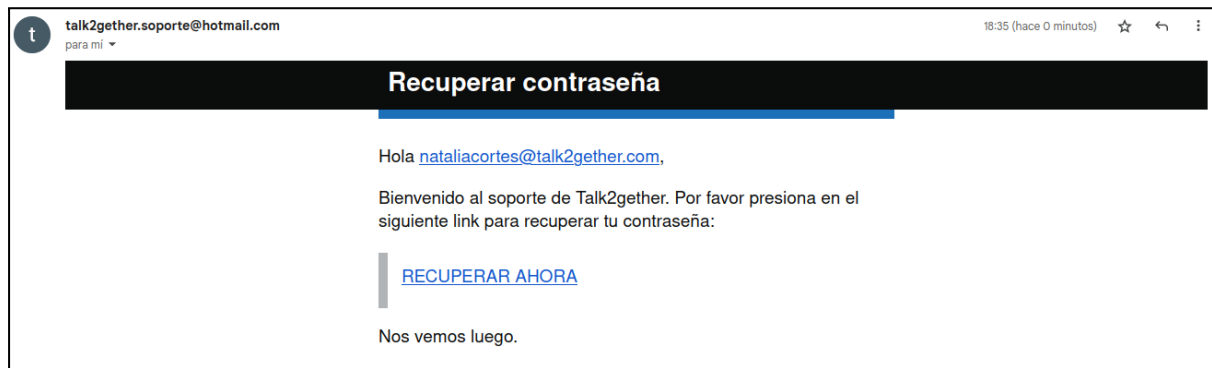 t
talk2gether.soporte@hotmail.com
18:35 (hace 0 minutos)
para mí
Recuperar contraseña
Hola nataliacortes@talk2gether.com,
Bienvenido al soporte de Talk2gether. Por favor presiona en el
siguiente link para recuperar tu contraseña:
RECUPERAR AHORA
Nos vemos luego.